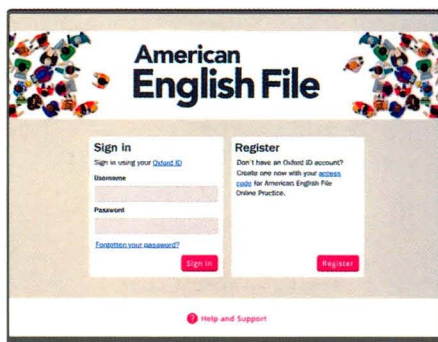 American
English File
Sign in
Sign in using your Oxford ID
Username
Password
Forgotten your password?
Sign in
Register
Don't have an Oxford ID account?
Create one now with your access
code for American English File
Online Practice.
Register
? Help and Support